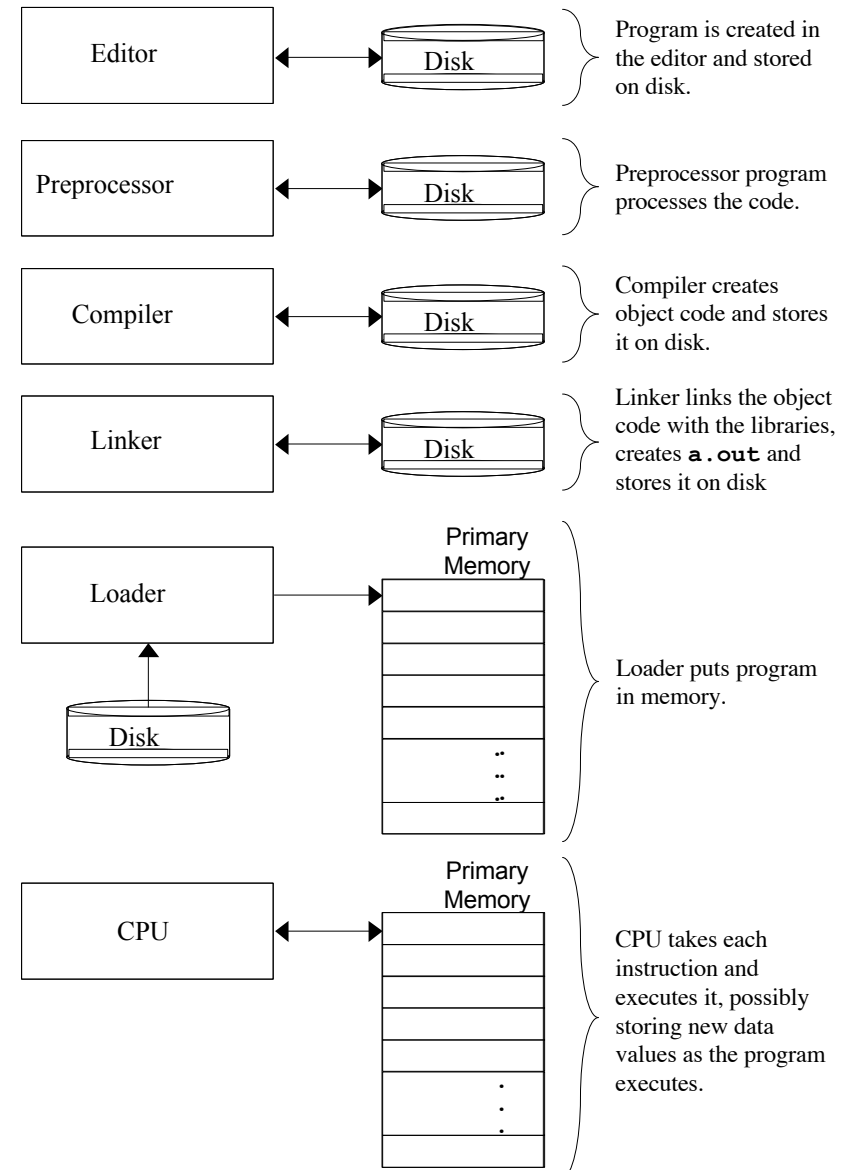 Editor
Disk
Program is created in
the editor and stored
on disk.
Preprocessor
Disk
Preprocessor program
processes the code.
Compiler
Disk
Compiler creates
object code and stores
it on disk.
Linker
Disk
Linker links the object
code with the libraries,
creates a.out and
stores it on disk
Loader
Disk
Primary
Memory
Loader puts program
in memory.
CPU
Primary
Memory
CPU takes each
instruction and
executes it, possibly
storing new data
values as the program
executes.